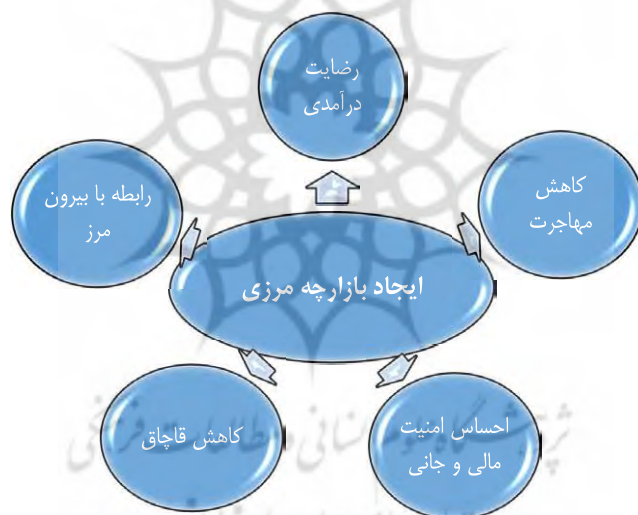 رضایت
درآمدی
کاهش
مهاجرت
رابطه با بیرون
مرز
ایجاد بازارچه مرزی
احساس امنیت
مالی و جانی
کاهش قاچاق